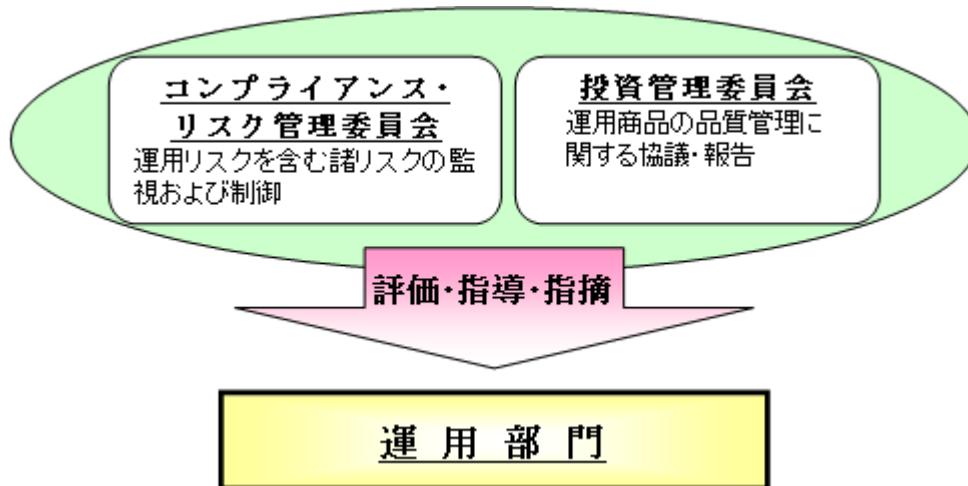 コンプライアンス・
リスク管理委員会
運用リスクを含む諸リスクの監
視および制御
投資管理委員会
運用商品の品質管理に
関する協議・報告
評価・指導・指摘
運用部門